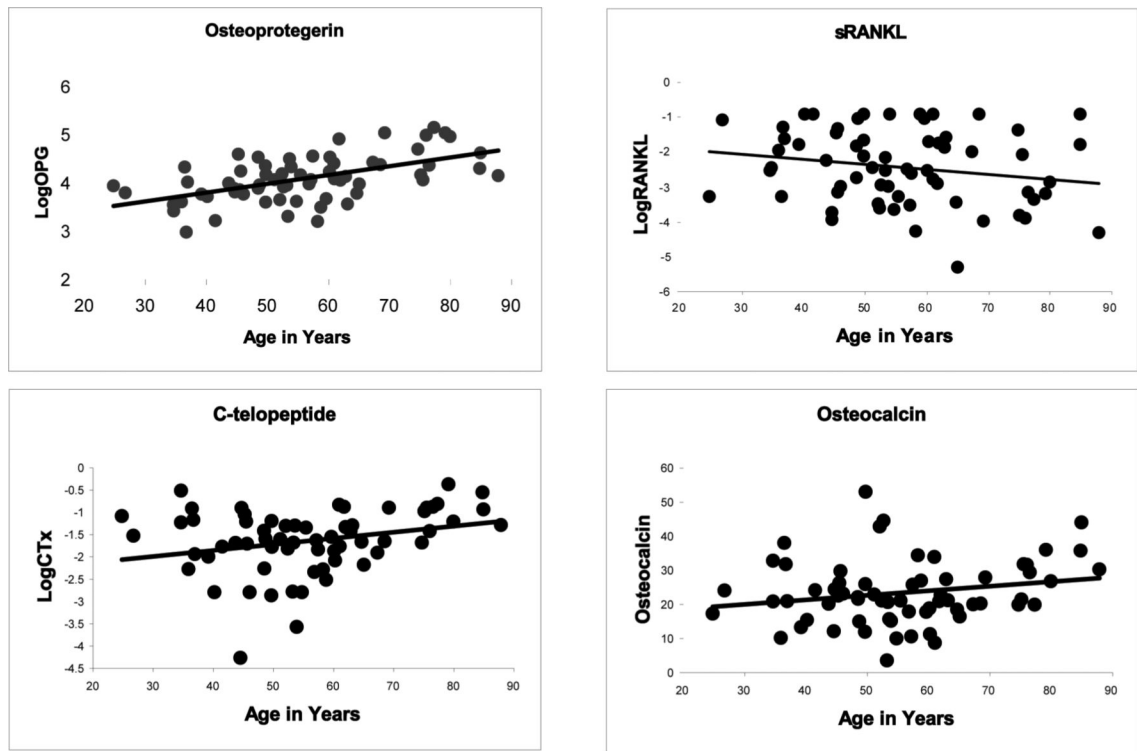 Osteoprotegerin
6
5
4
3
2
LogOPG
20 30 40 50 60 70 80 90
Age in Years
sRANKL
0
-1
-2
-3
-4
-5
-6
LogRANKL
20 30 40 50 60 70 80 90
Age in Years
C-telopeptide
0
-0.5
-1
-1.5
-2
-2.5
-3
-3.5
-4
-4.5
LogCTx
20 30 40 50 60 70 80 90
Age in Years
Osteocalcin
60
50
40
30
20
10
0
Osteocalcin
20 30 40 50 60 70 80 90
Age in Years